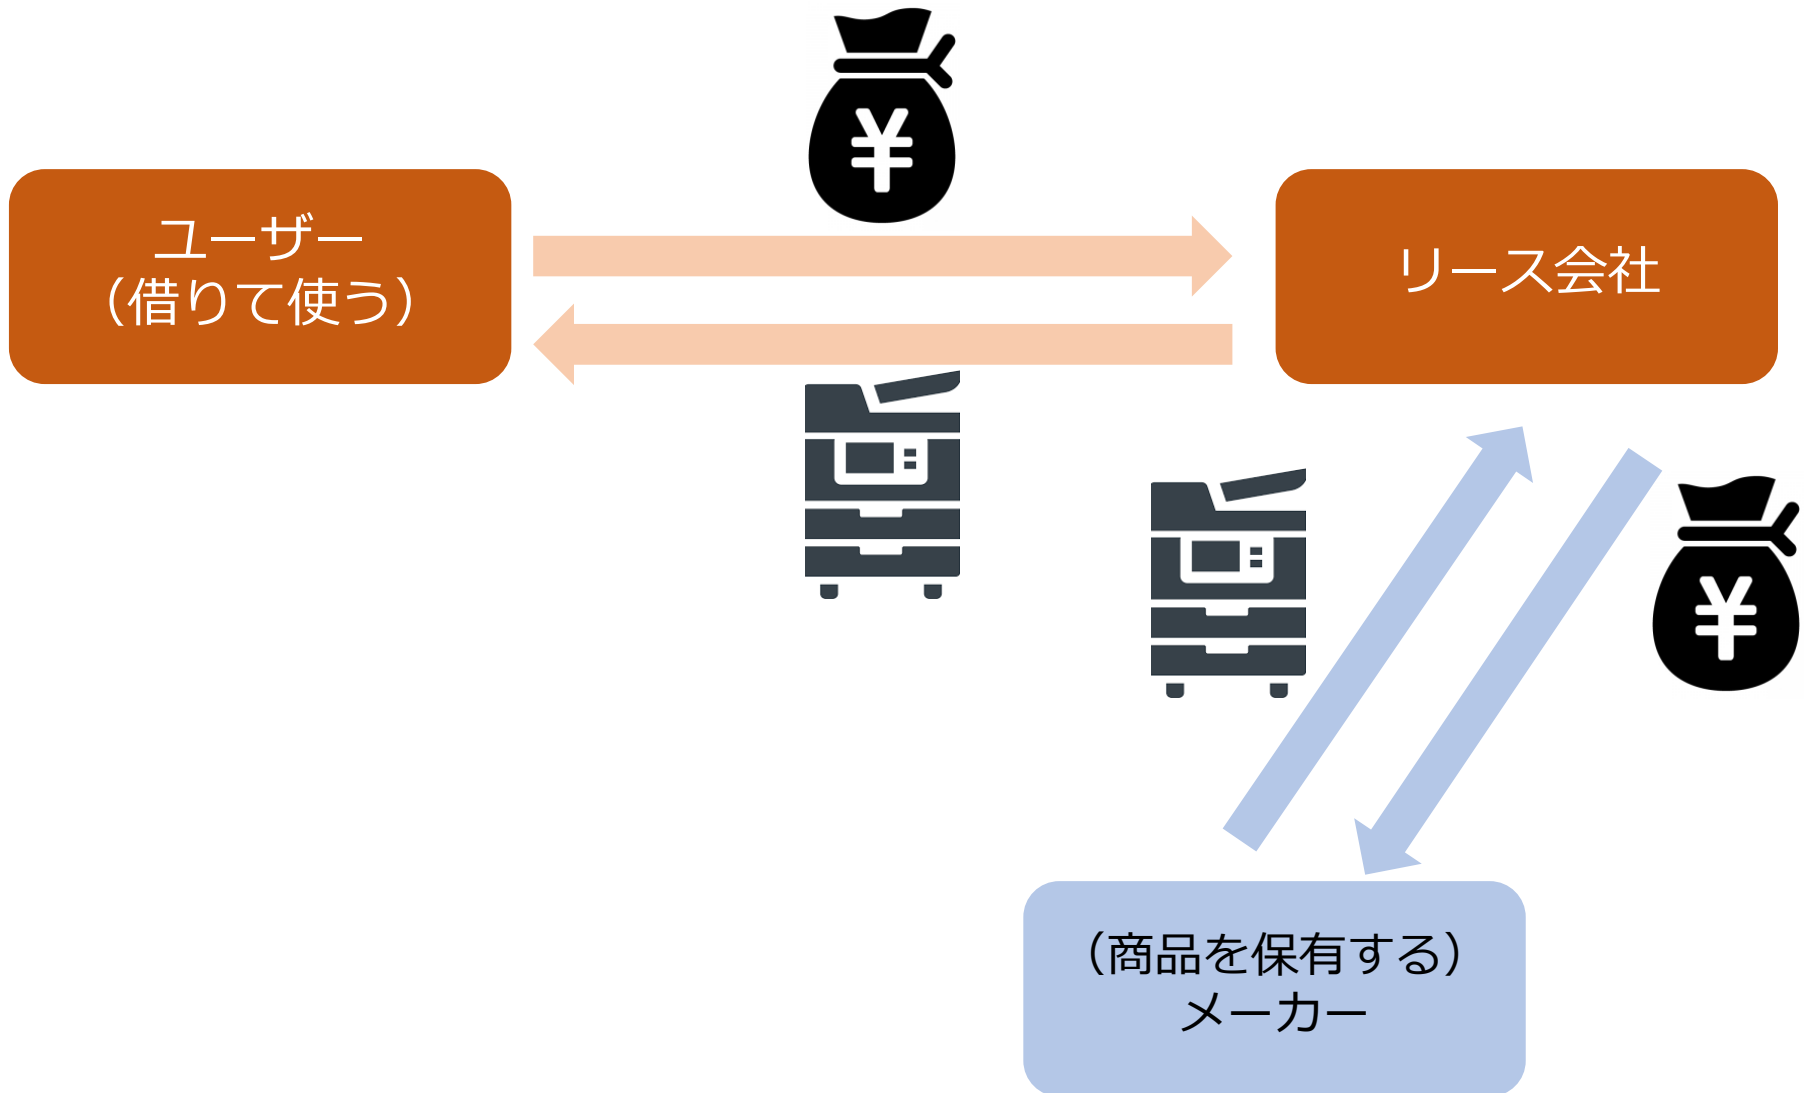 ¥
ユーザー
（借りて使う）
リース会社
¥
（商品を保有する）
メーカー